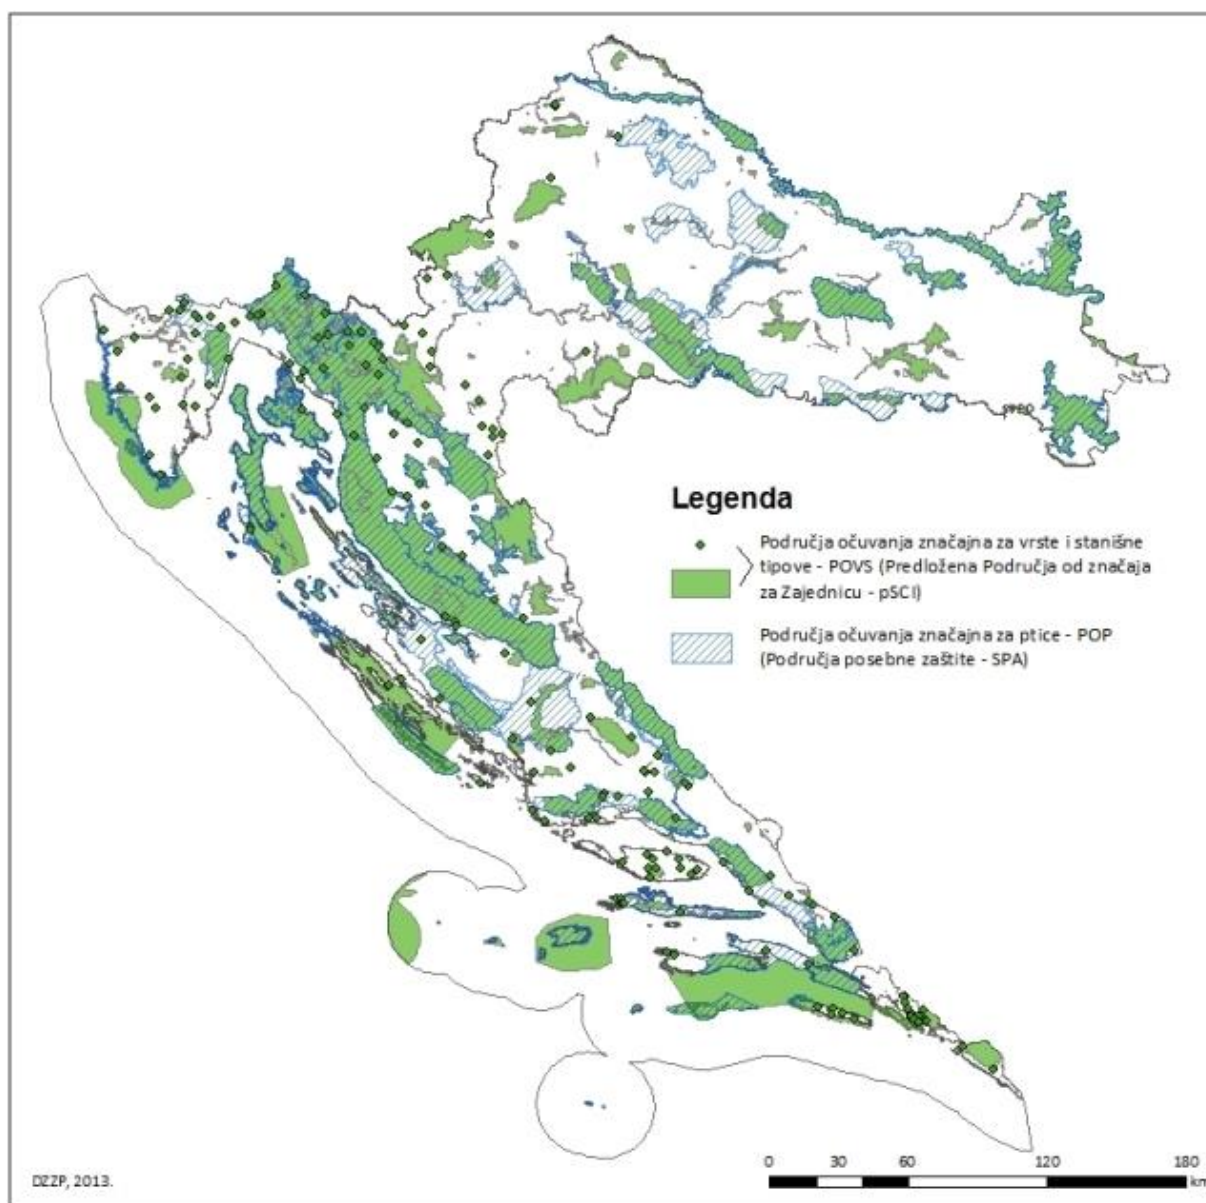 Legenda
Područja očuvanja značajna za vrste i stanišne
tipove - POVS (Predložena Područja od značaja
za Zajednicu - pSCI)
Područja očuvanja značajna za ptice - POP
(Područja posebne zaštite - SPA)
DZZP, 2013.
0 30 60 120 180
km